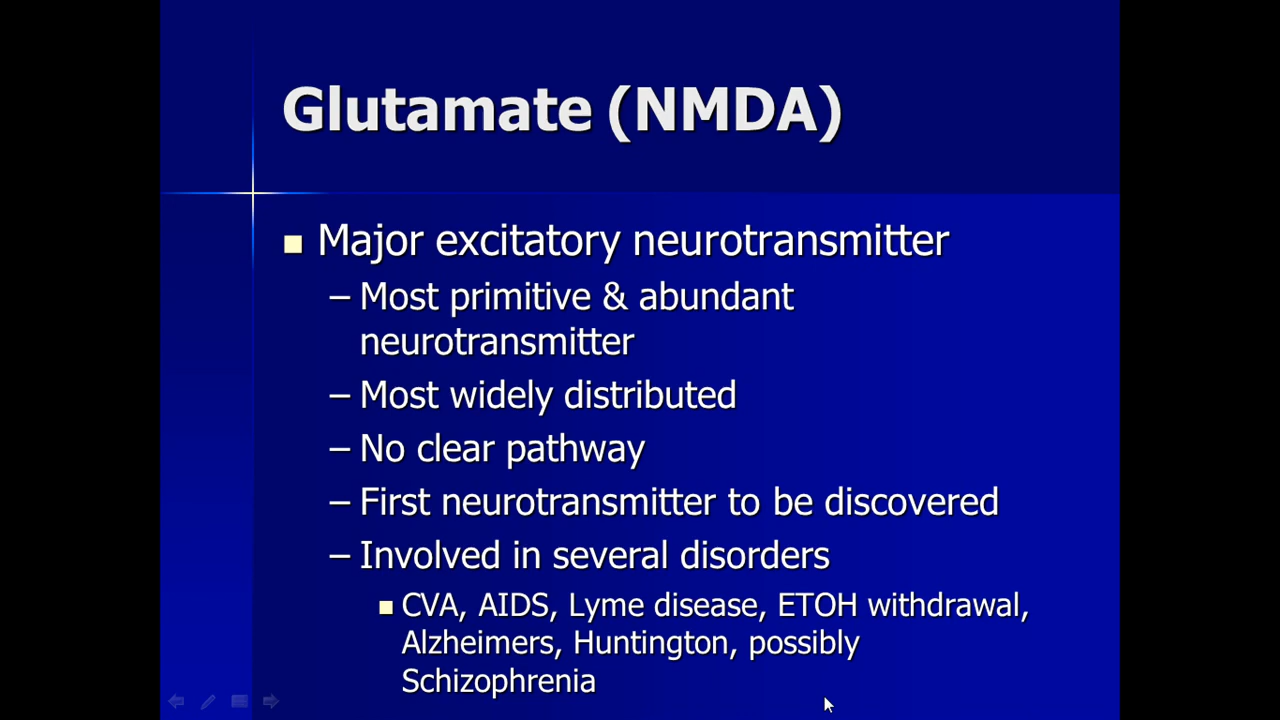 Glutamate (NMDA)
Major excitatory neurotransmitter
– Most primitive & abundant
neurotransmitter
– Most widely distributed
– No clear pathway
– First neurotransmitter to be discovered
– Involved in several disorders
CVA, AIDS, Lyme disease, ETOH withdrawal,
Alzheimers, Huntington, possibly
Schizophrenia